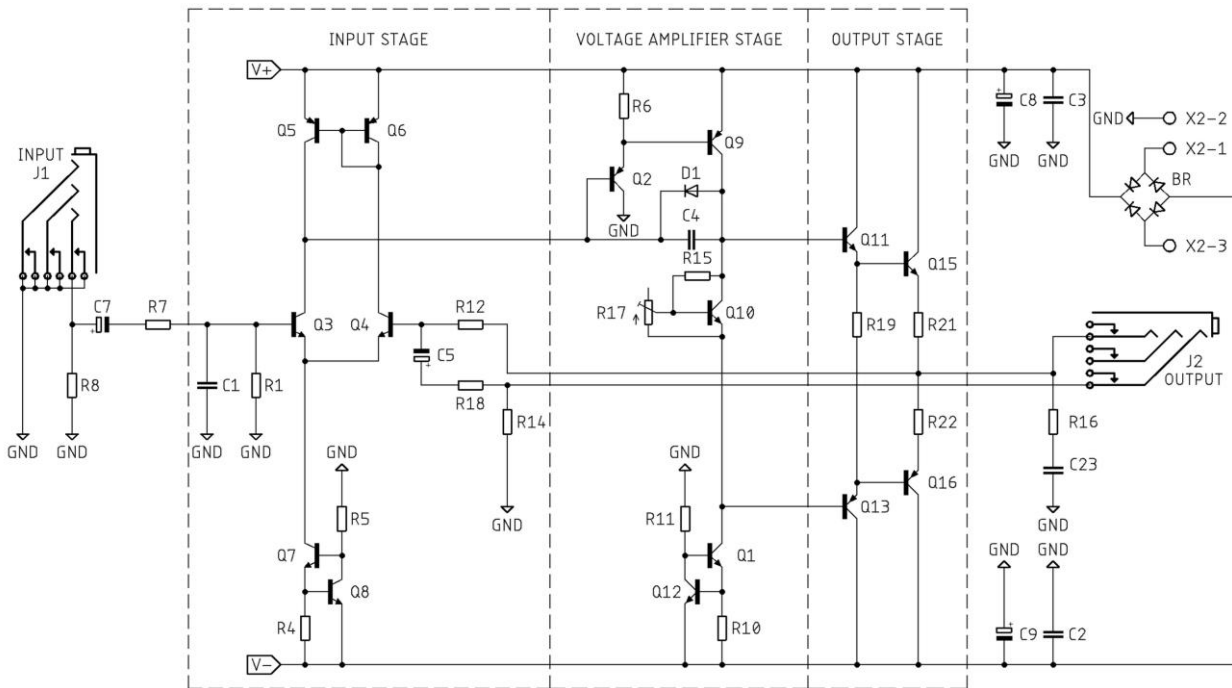 INPUT STAGE
VOLTAGE AMPLIFIER STAGE
OUTPUT STAGE
V+
R6
C8
C3
GND
X2-2
Q5
Q6
Q9
GND
GND
X2-1
INPUT
J1
Q2
D1
BR
GND
C4
Q11
X2-3
R15
Q15
C7
R7
Q3
Q4
R12
R17
Q10
R19
R21
C5
J2
OUTPUT
R8
C1
R1
R18
R14
R22
R16
GND
GND
GND
GND
GND
GND
C23
Q16
R5
R11
Q13
GND
GND
Q7
Q1
GND
GND
Q8
Q12
R4
R10
C9
C2
V-